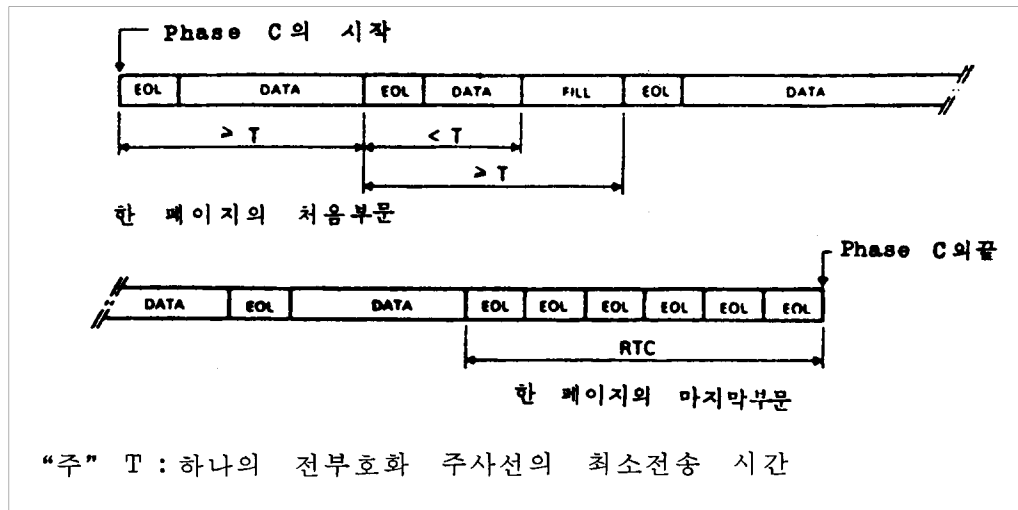 Phase C의 시작
EOL DATA EOL DATA FILL EOL DATA
≥ T < T
≥ T
한 페이지의 처음부문
Phase C의끝
DATA EOL DATA EOL EOL EOL EOL EOL EOL
RTC
한 페이지의 마지막부문
“주” T : 하나의 전부호화 주사선의 최소전송 시간